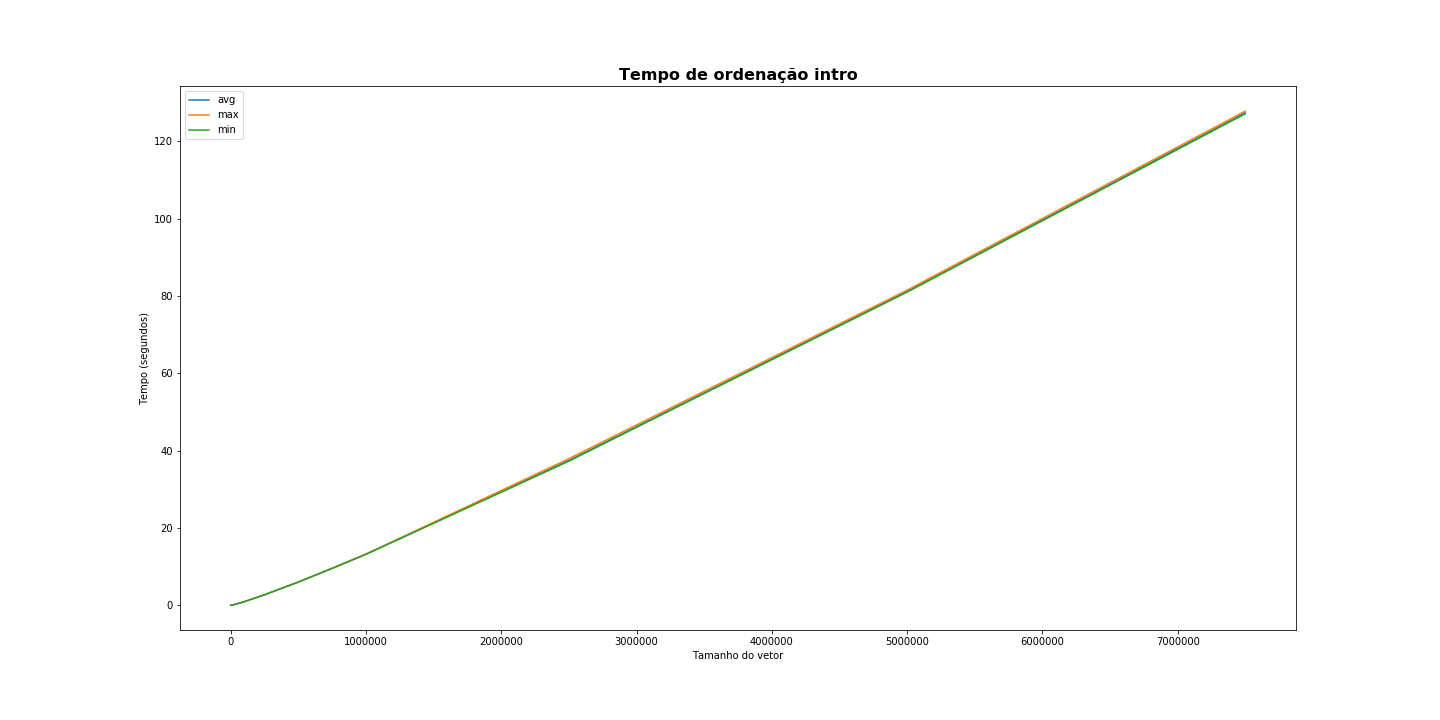 Tempo de ordenação intro
avg
max
min
120
100
80
60
40
20
0
Tempo (segundos)
0 1000000 2000000 3000000 4000000 5000000 6000000 7000000
Tamanho do vetor